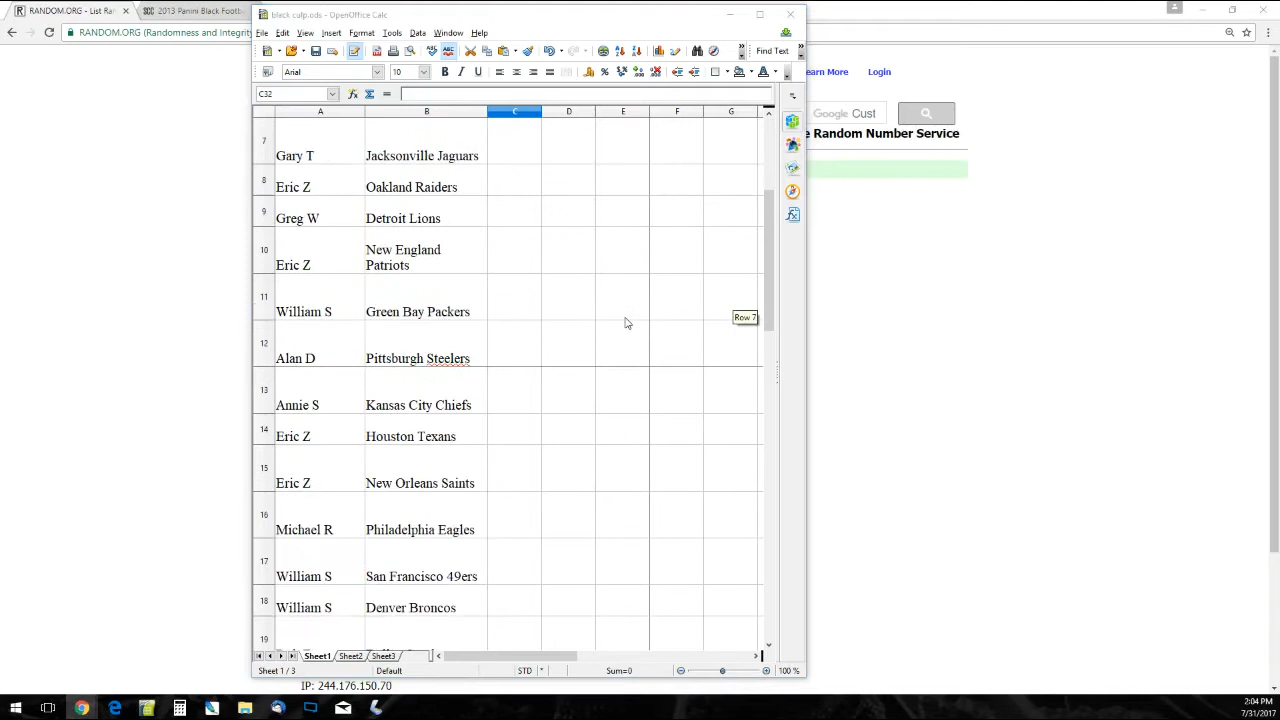 RANDOM.ORG - List Ran
2013 Panini Black Footb
RANDOM.ORG (Randomness and Integrity
black culp.ods - OpenOffice Calc
File Edit View Insert Format Tools Data Window Help
Find Text
Arial 10
C32
A B C D E F G
7 Gary T Jacksonville Jaguars
8 Eric Z Oakland Raiders
9 Greg W Detroit Lions
10 Eric Z New England
Patriots
11 William S Green Bay Packers
Row 7
12 Alan D Pittsburgh Steelers
13 Annie S Kansas City Chiefs
14 Eric Z Houston Texans
15 Eric Z New Orleans Saints
16 Michael R Philadelphia Eagles
17 William S San Francisco 49ers
18 William S Denver Broncos
19
Sheet1 Sheet2 Sheet3
Sheet 1 / 3 Default STD * Sum=0 100 %
earn More Login
Google Cust
e Random Number Service
IP: 244.176.150.70
2:04 PM
7/31/2017